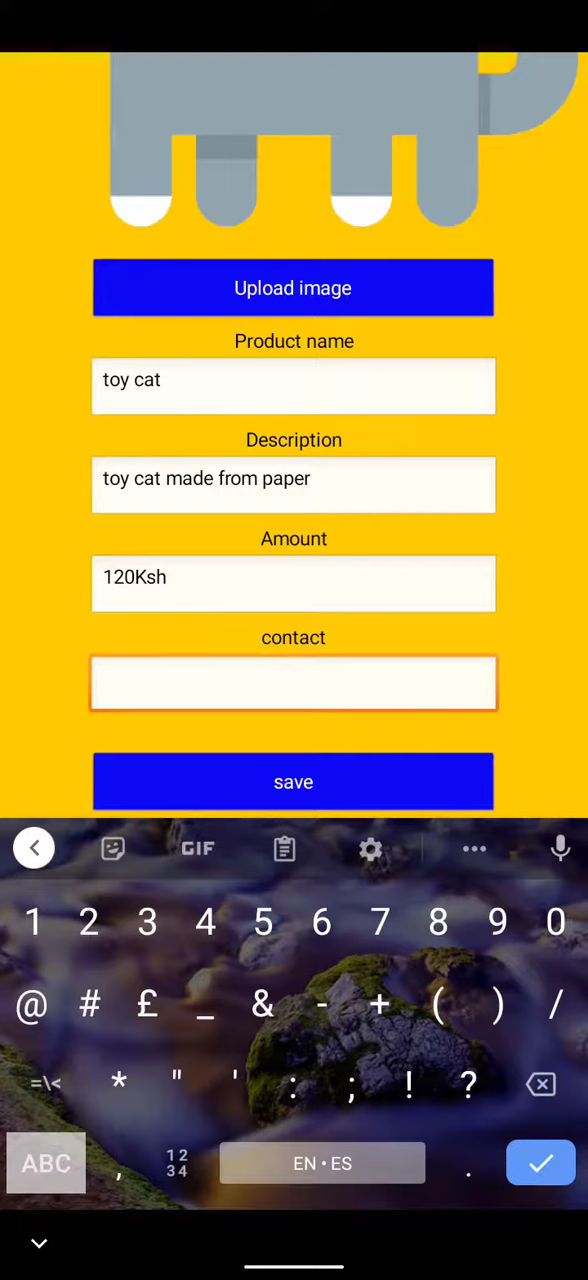 Upload image
Product name
toy cat
Description
toy cat made from paper
Amount
120Ksh
contact
save
GIF
1 2 3 4 5 6 7 8 9 0
@ # £ _ & - + ( ) /
=\< * " ' : ; ! ?
ABC , 12 34 EN • ES .